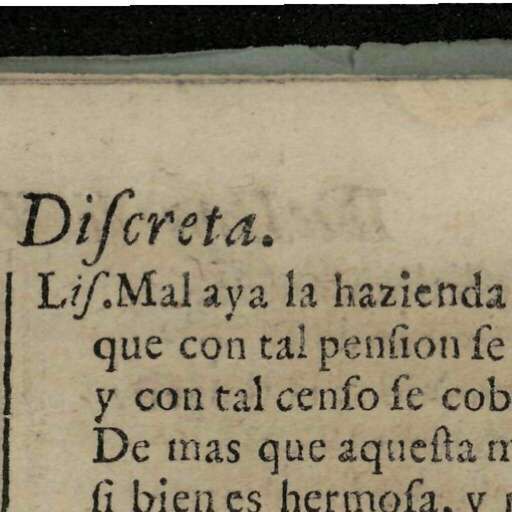 Diſcreta.
Liſ. Mal aya la hazienda
que con tal penſion ſe
y con tal cenſo ſe cob
De mas que aqueſta m
ſi bien es hermoſa, y